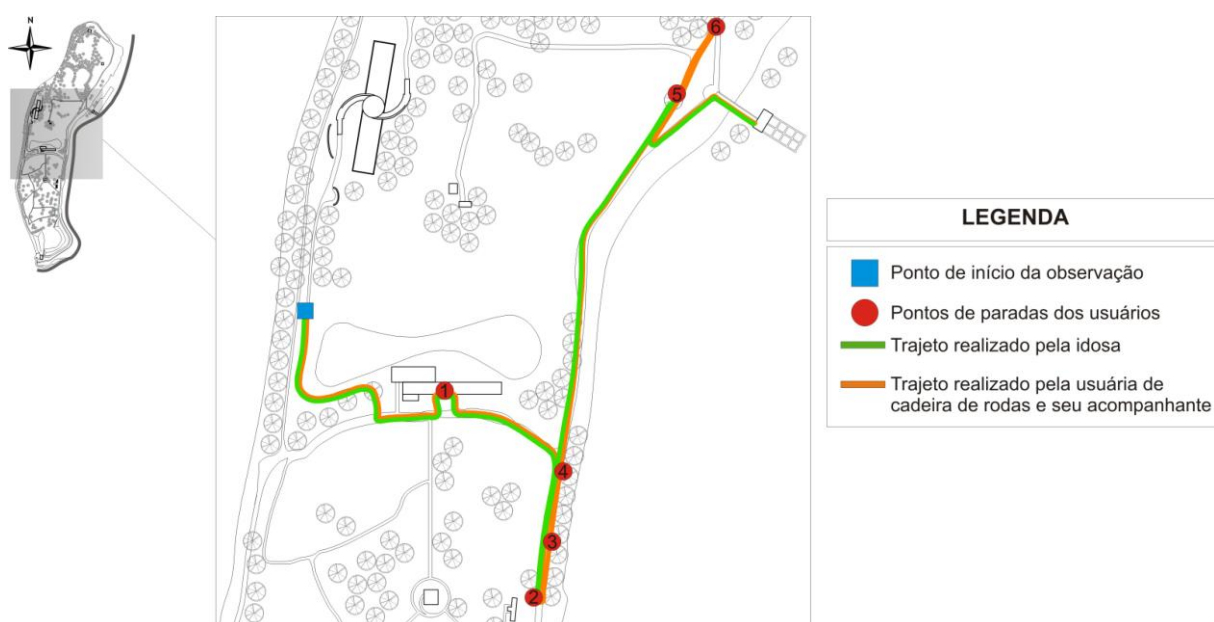 N
6
5
1
4
3
2
LEGENDA
Ponto de início da observação
Pontos de paradas dos usuários
Trajeto realizado pela idosa
Trajeto realizado pela usuária de
cadeira de rodas e seu acompanhante